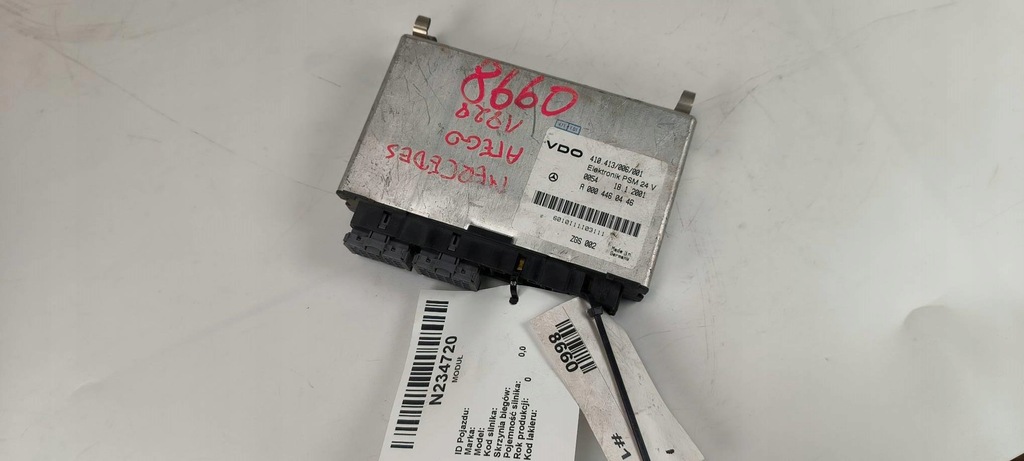 8660
1228
ATEGO
MERCEDES
VDO
410.413/006/001
Elektronik PSM 24 V
0054 18.1.2001
A 000 446 04 46
6010111103111
ZGS 002
Made in
Germany
N234720
MODUŁ
ID Pojazdu:
Marka:
Model:
Kod silnika:
Skrzynia biegów:
Pojemność silnika: 0,0
Rok produkcji: 0
Kod lakieru:
8660